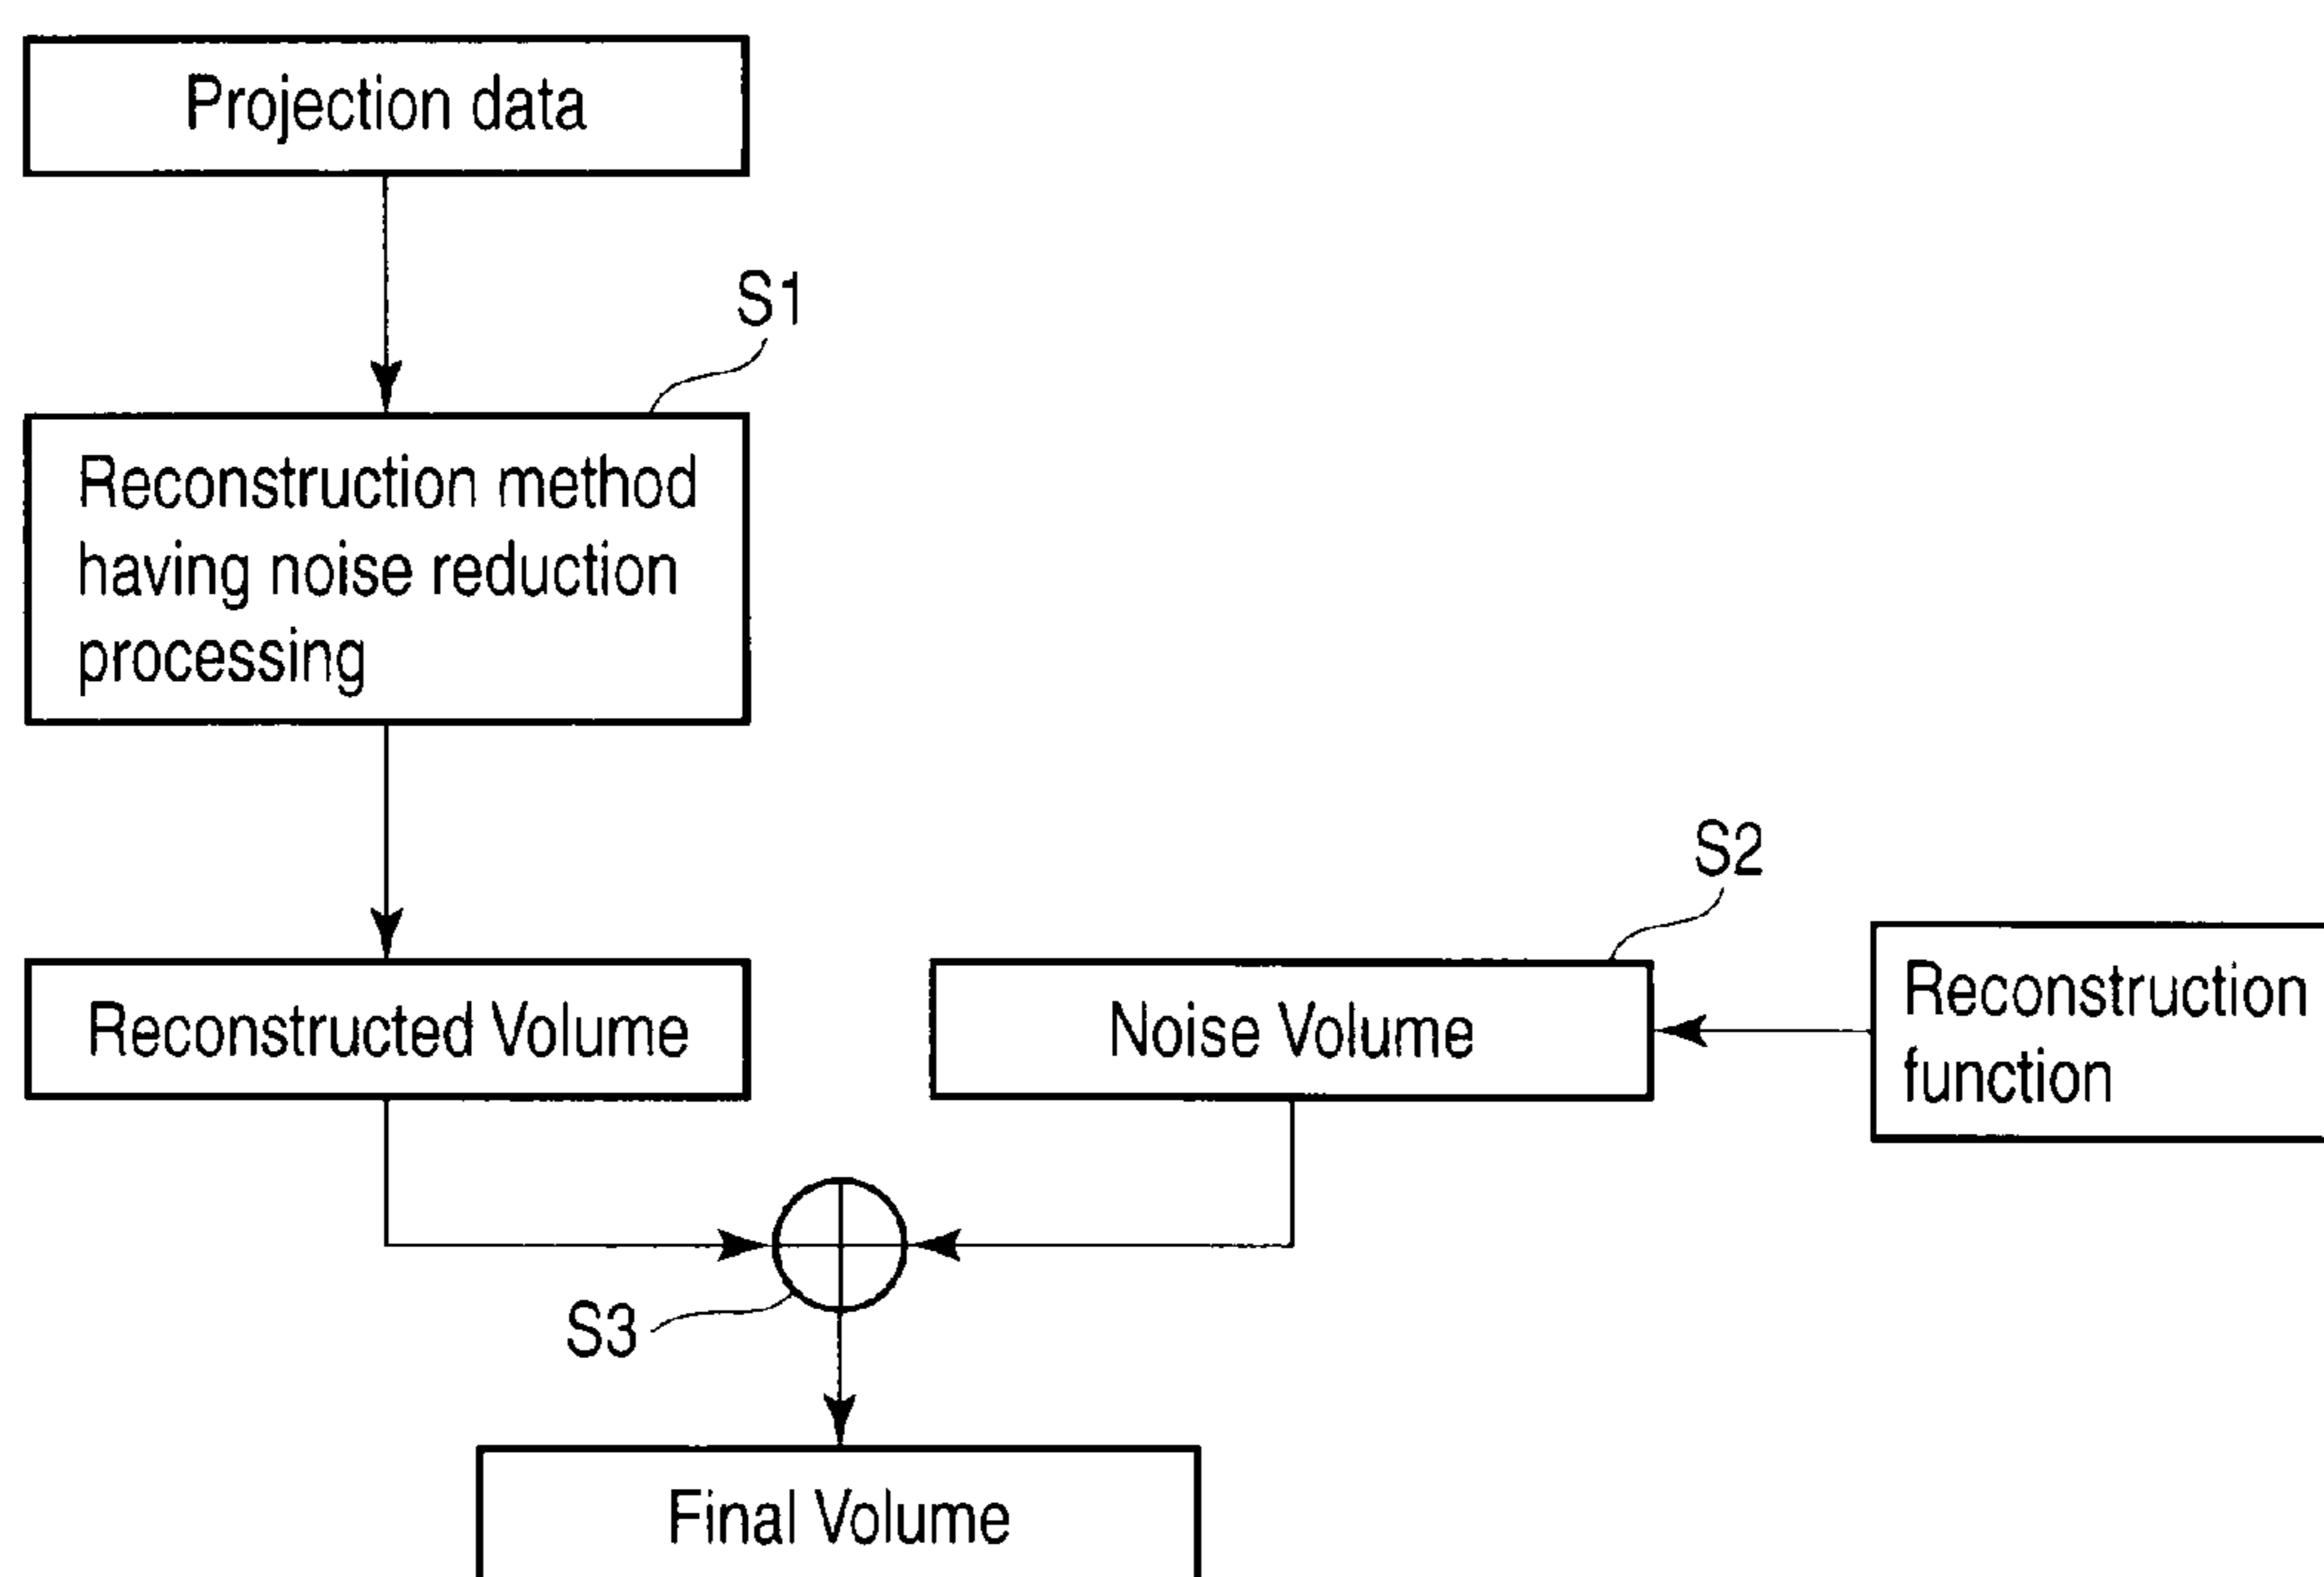 Projection data
S1
Reconstruction method
having noise reduction
processing
S2
Reconstructed Volume
Noise Volume
Reconstruction
function
S3
Final Volume